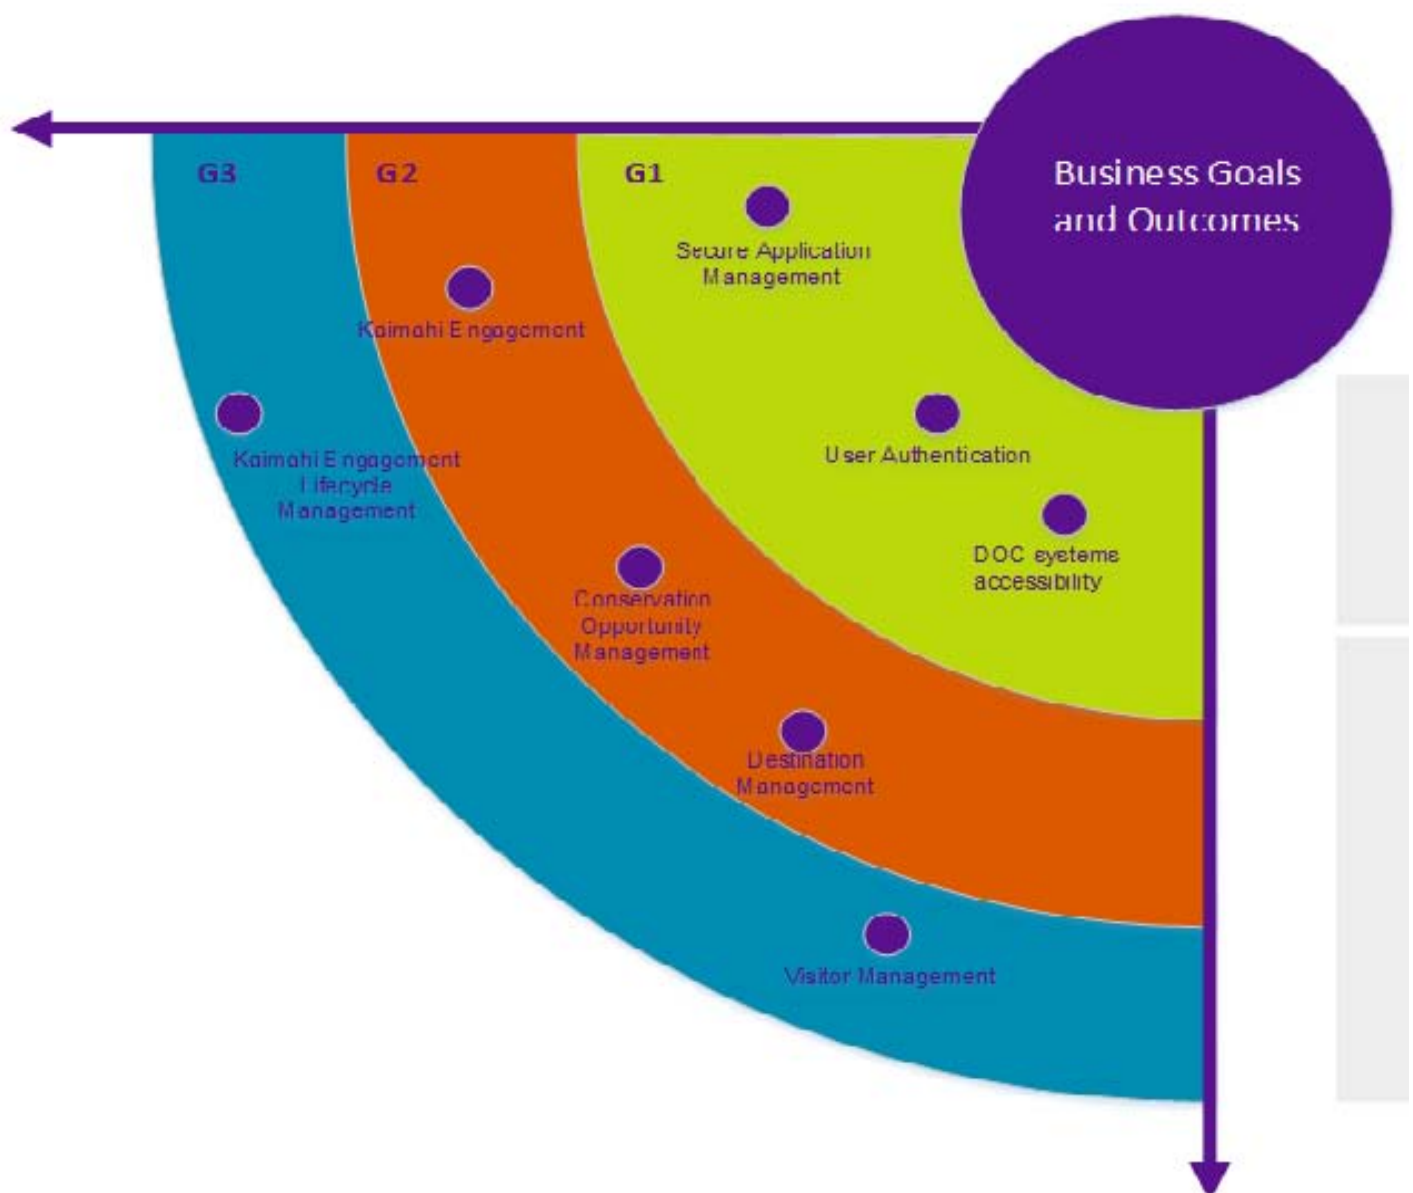 Business Goals
and Outcomes
G3
G2
G1
Secure Application
Management
Kaimahi Engagement
User Authentication
Kaimahi Engagement
Lifecycle
Management
DOC systems
accessibility
Conservation
Opportunity
Management
Destination
Management
Visitor Management